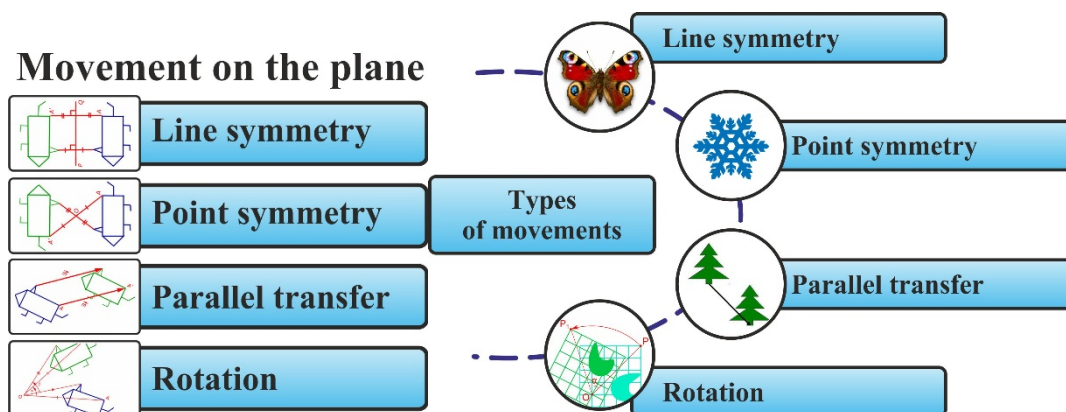 Movement on the plane
Line symmetry
Point symmetry
Parallel transfer
Rotation
Types
of movements
Line symmetry
Point symmetry
Parallel transfer
Rotation